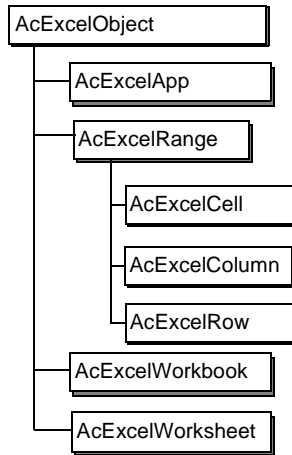 AcExcelObject
AcExcelApp
AcExcelRange
AcExcelCell
AcExcelColumn
AcExcelRow
AcExcelWorkbook
AcExcelWorksheet